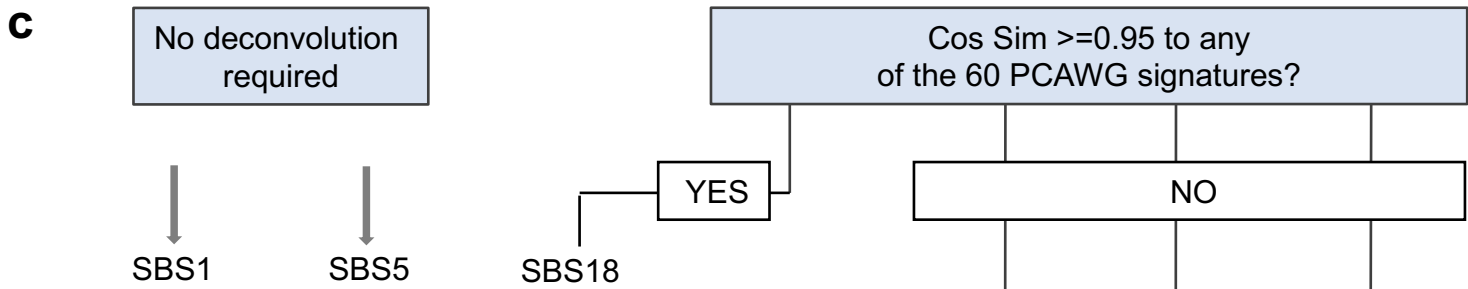 c
No deconvolution
required
Cos Sim >=0.95 to any
of the 60 PCAWG signatures?
YES
NO
SBS1
SBS5
SBS18